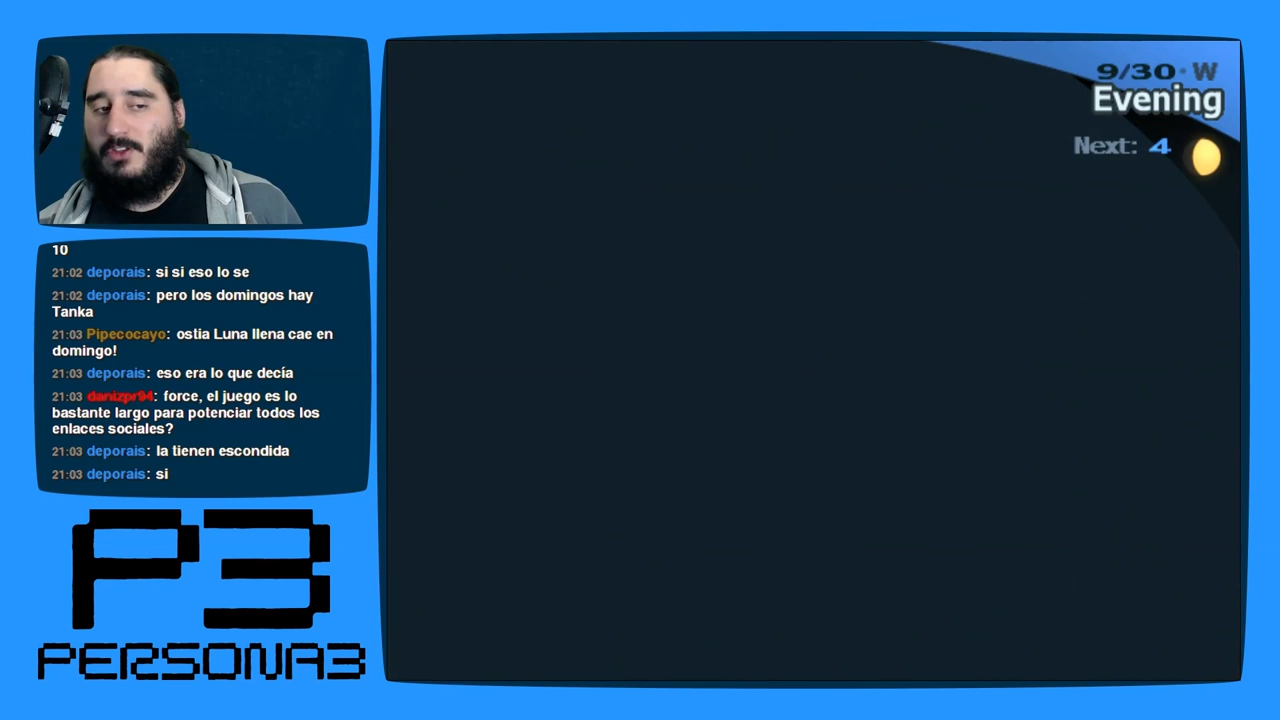 10
21:02 deporais: si si eso lo se
21:02 deporais: pero los domingos hay
Tanka
21:03 Pipecocayo: ostia Luna llena cae en
domingo!
21:03 deporais: eso era lo que decía
21:03 danizpr94: force, el juego es lo
bastante largo para potenciar todos los
enlaces sociales?
21:03 deporais: la tienen escondida
21:03 deporais: si
P3
PERSONA3
9/30·W
Evening
Next: 4